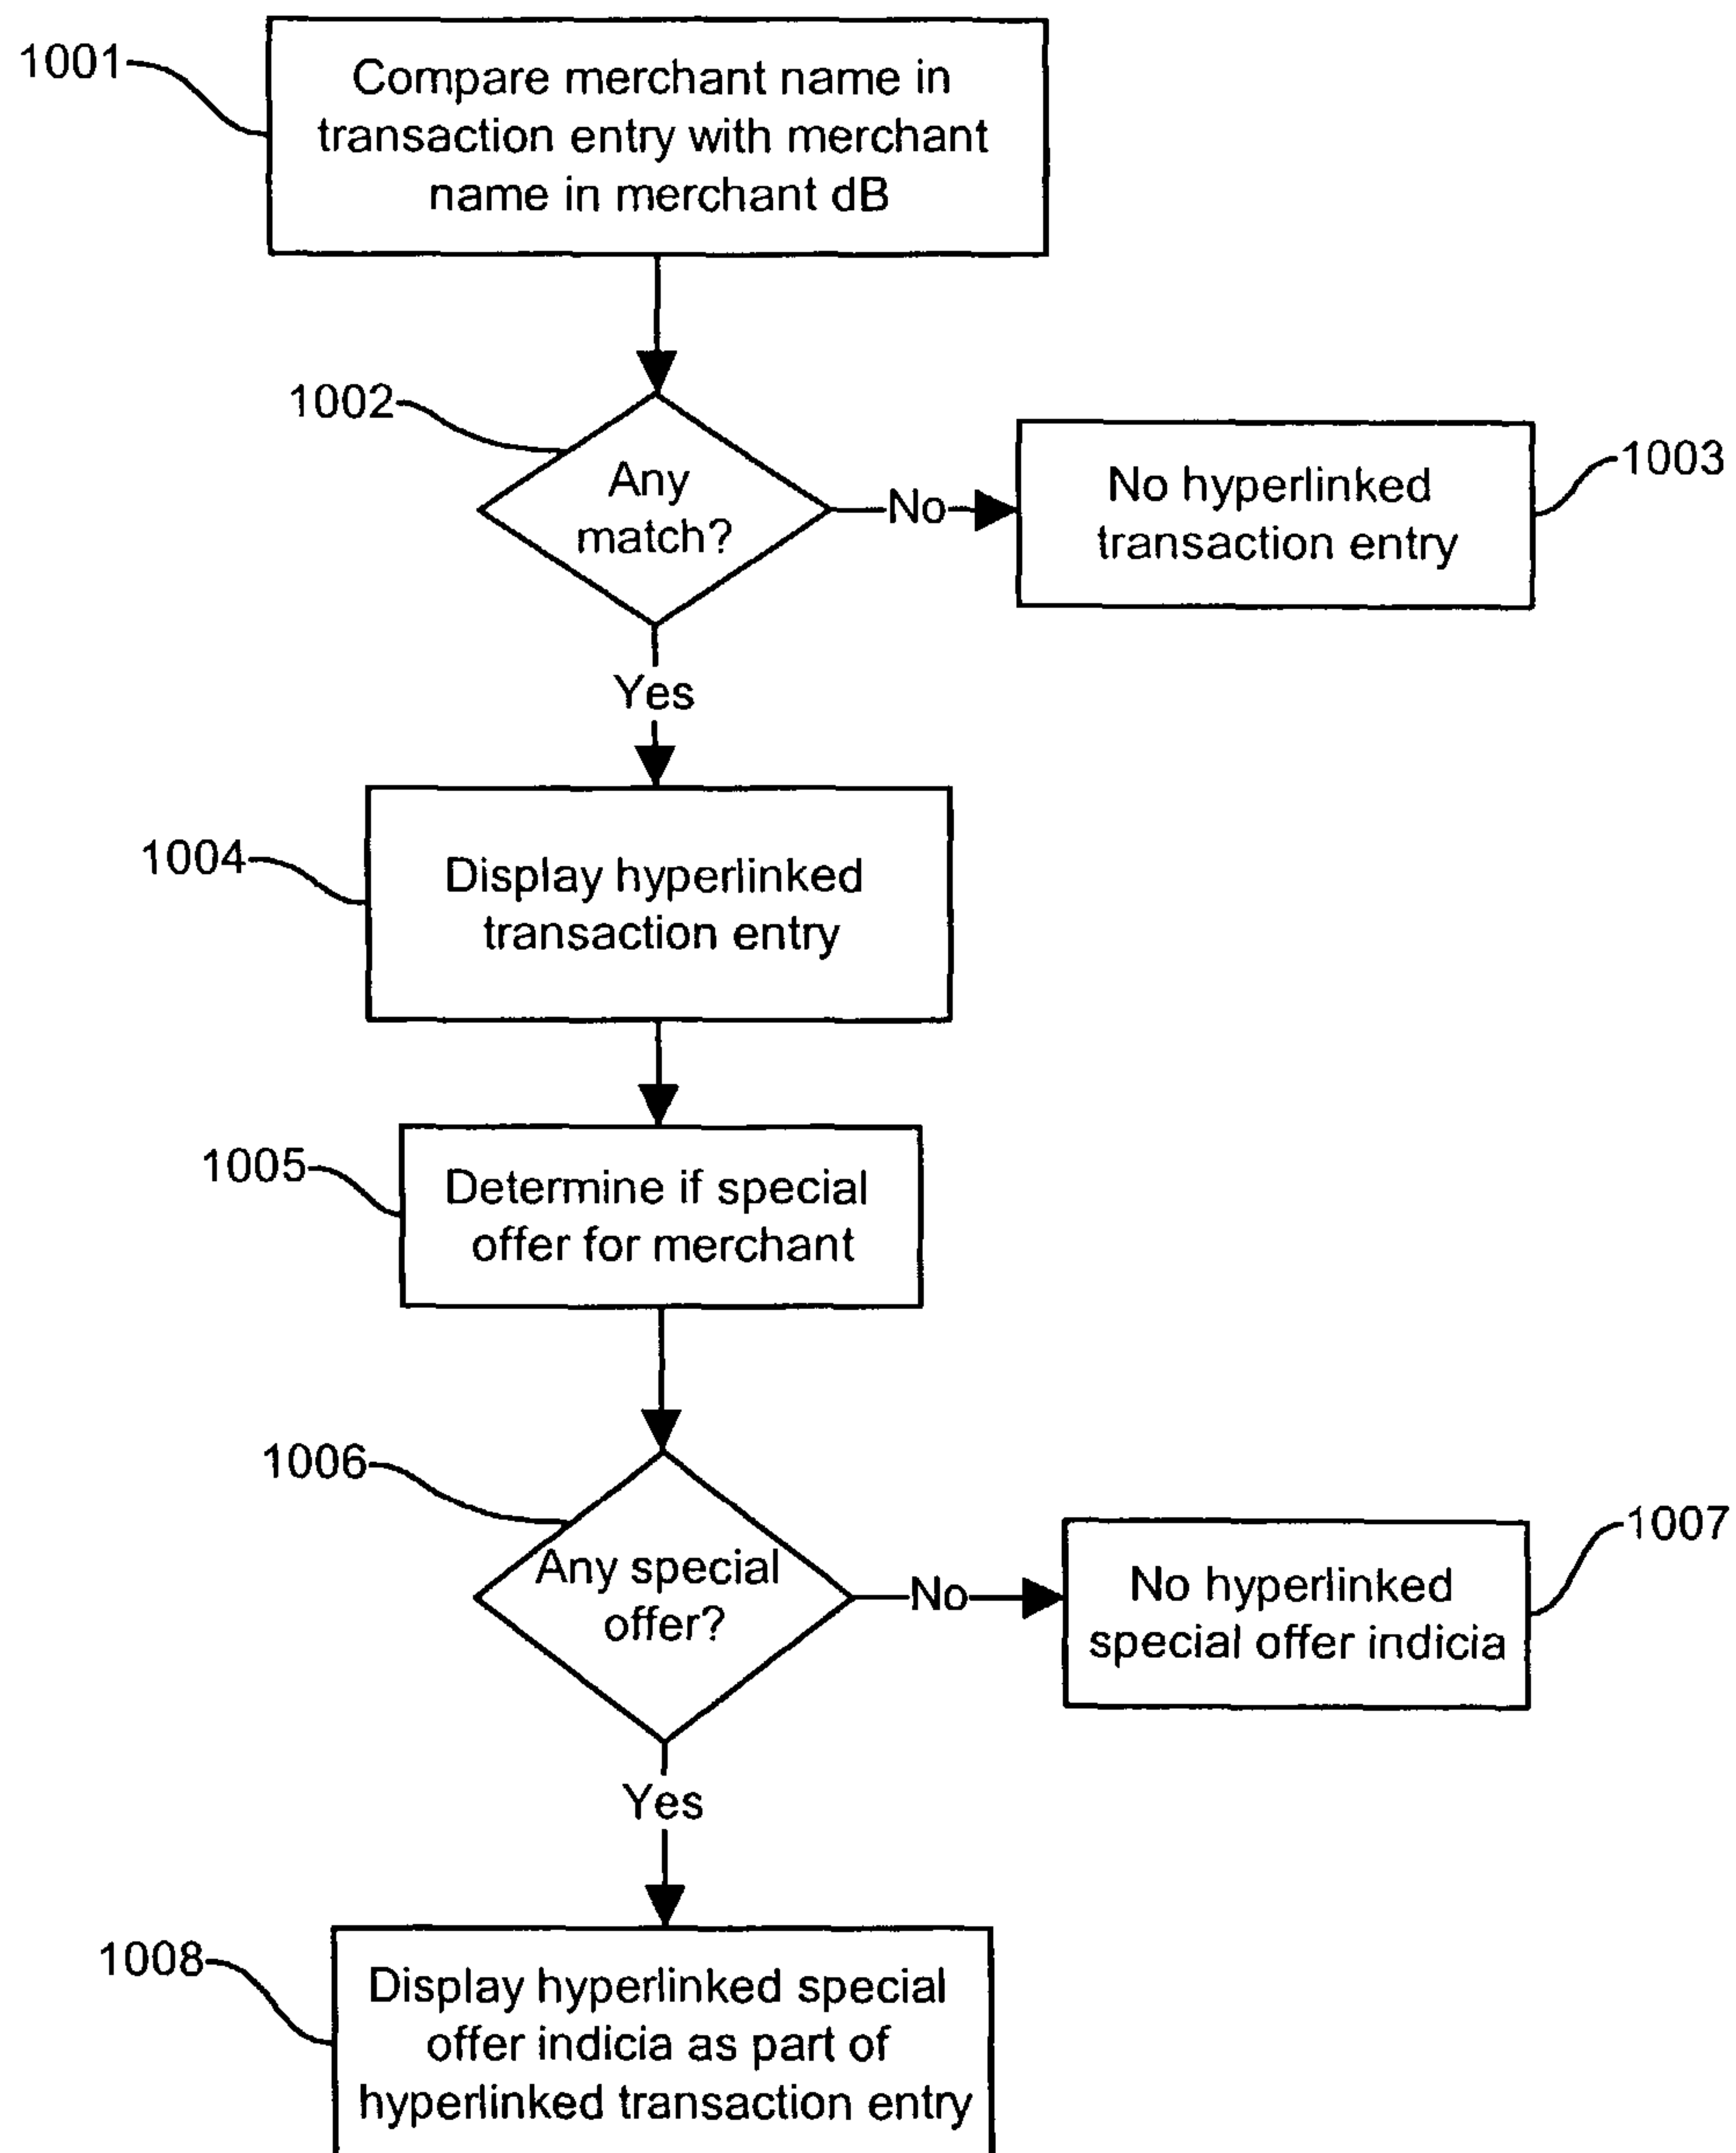 1001
Compare merchant name in
transaction entry with merchant
name in merchant dB
1002
Any
match?
No
No hyperlinked
transaction entry
1003
Yes
1004
Display hyperlinked
transaction entry
1005
Determine if special
offer for merchant
1006
Any special
offer?
No
No hyperlinked
special offer indicia
1007
Yes
1008
Display hyperlinked special
offer indicia as part of
hyperlinked transaction entry